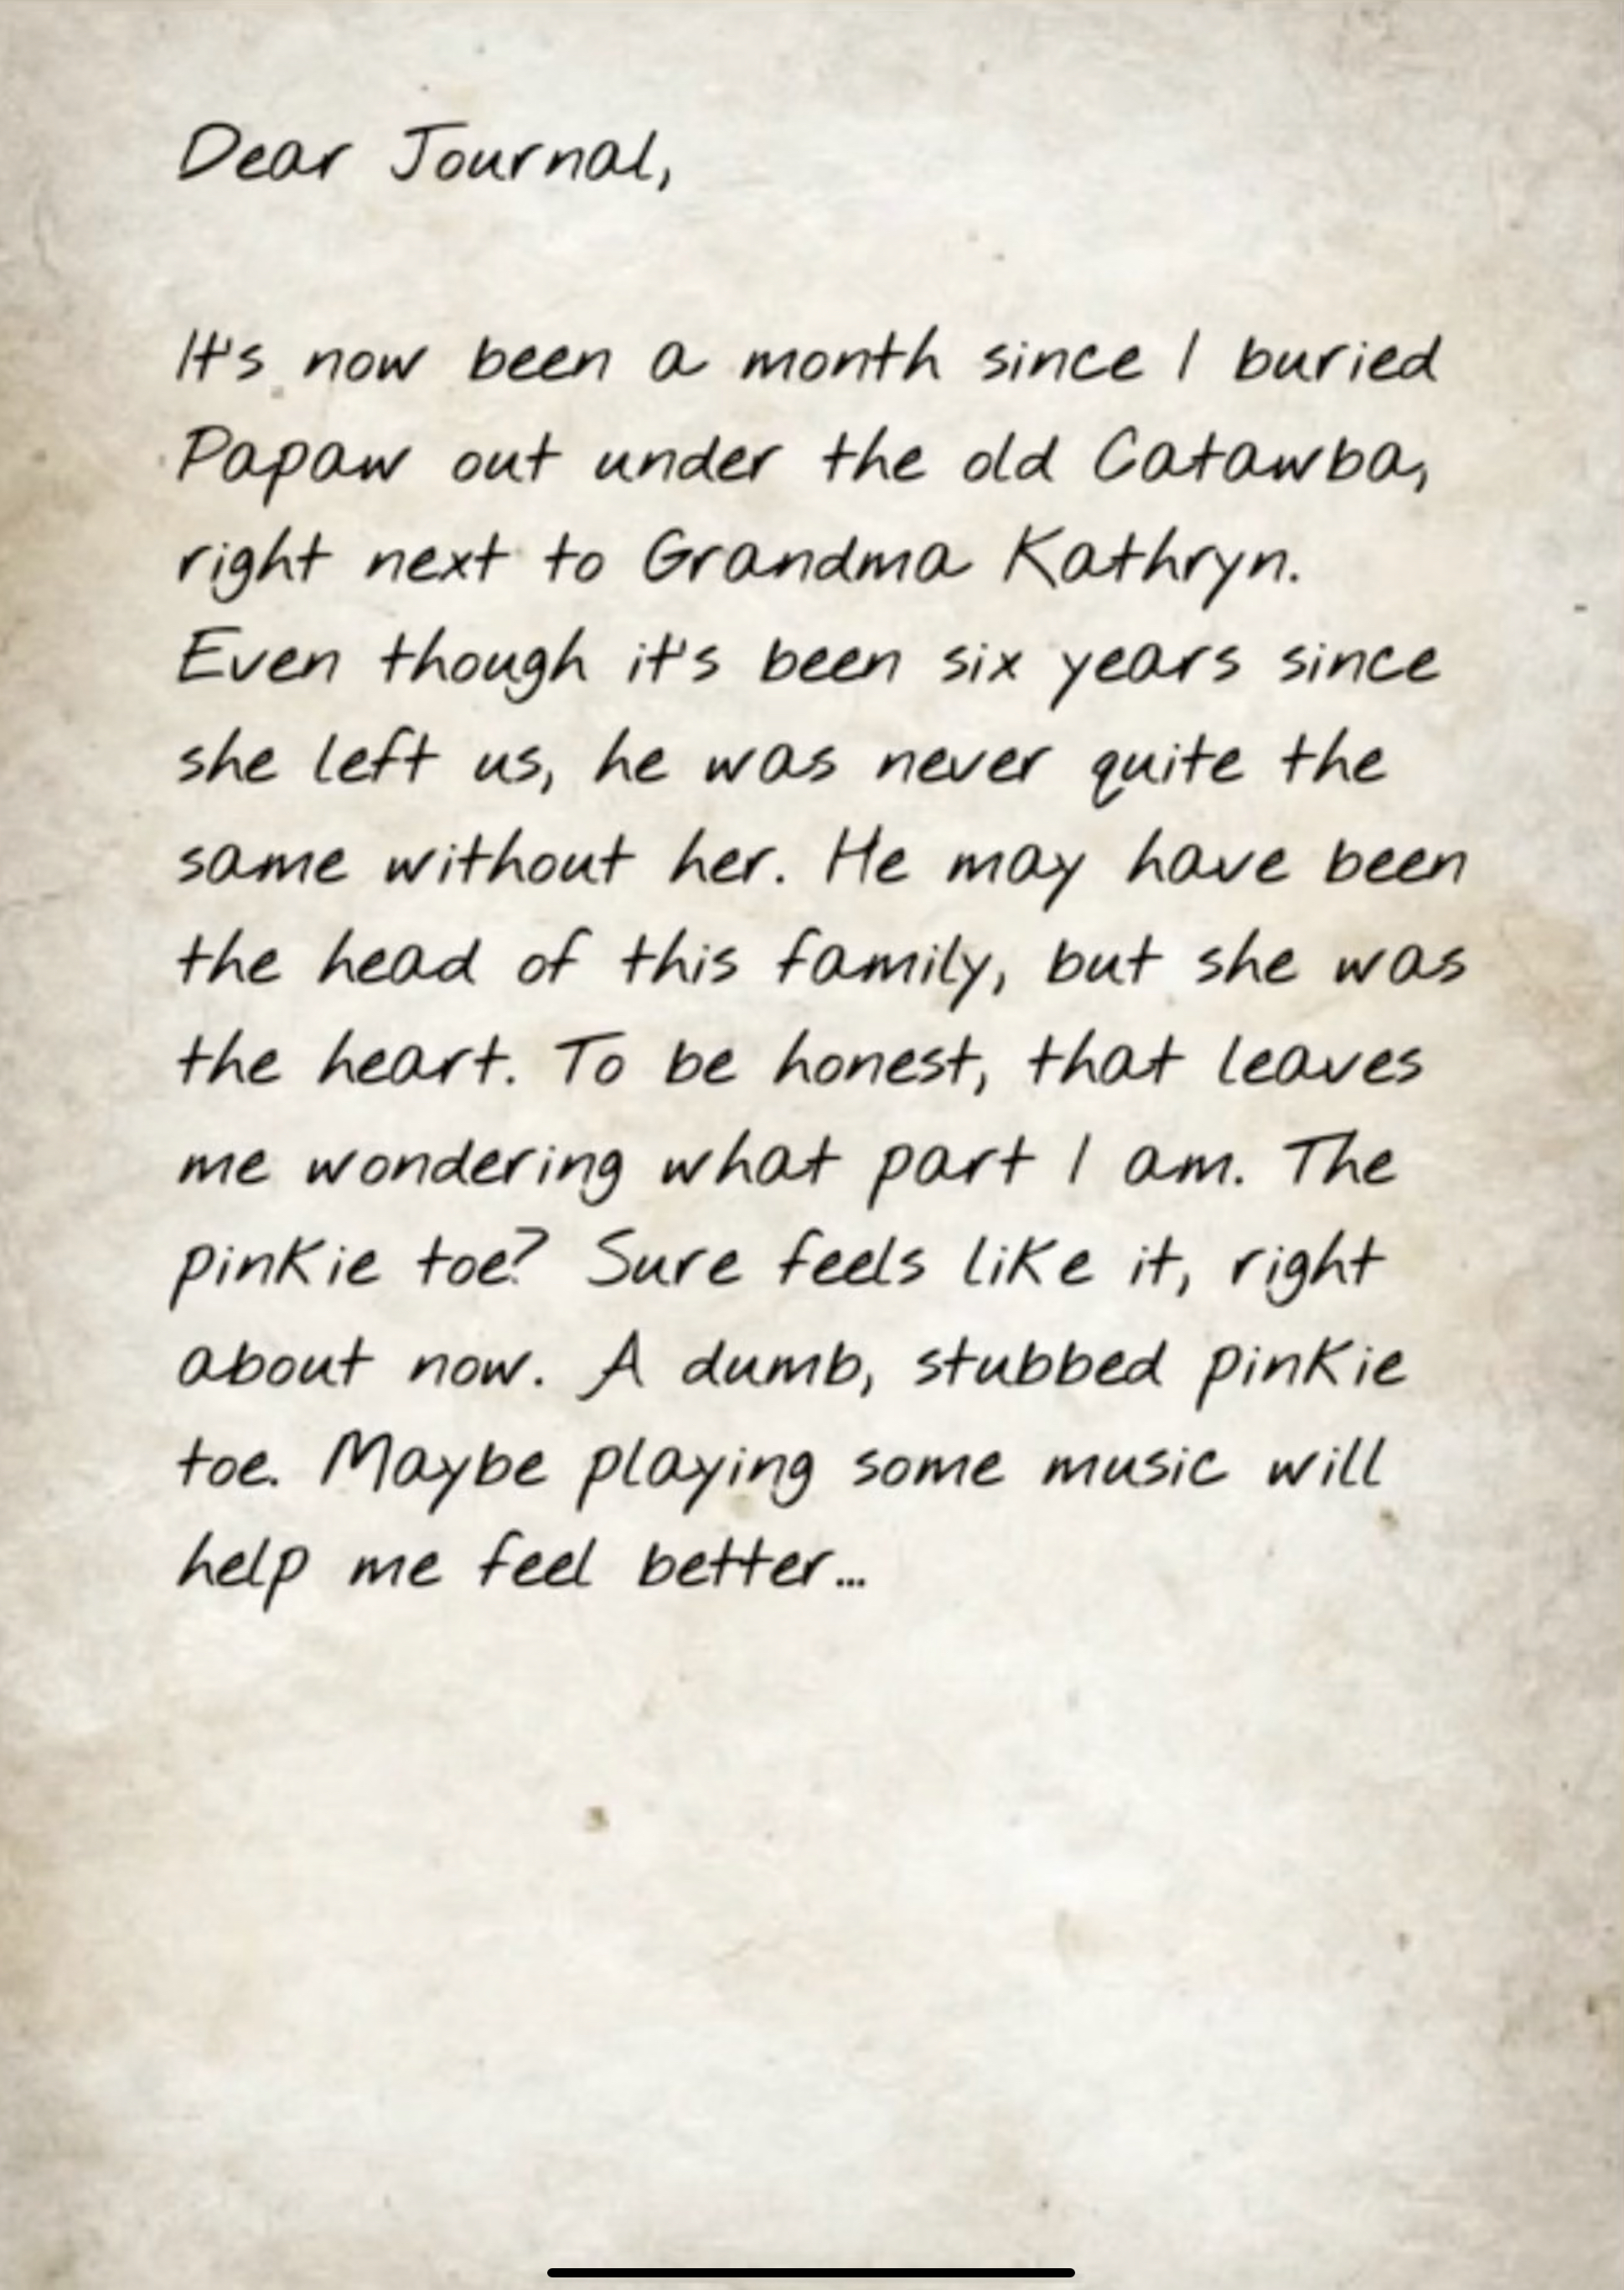 Dear Journal,
It's now been a month since I buried
Papaw out under the old Catawba,
right next to Grandma Kathryn.
Even though it's been six years since
she left us, he was never quite the
same without her. He may have been
the head of this family, but she was
the heart. To be honest, that leaves
me wondering what part I am. The
pinkie toe? Sure feels like it, right
about now. A dumb, stubbed pinkie
toe. Maybe playing some music will
help me feel better...